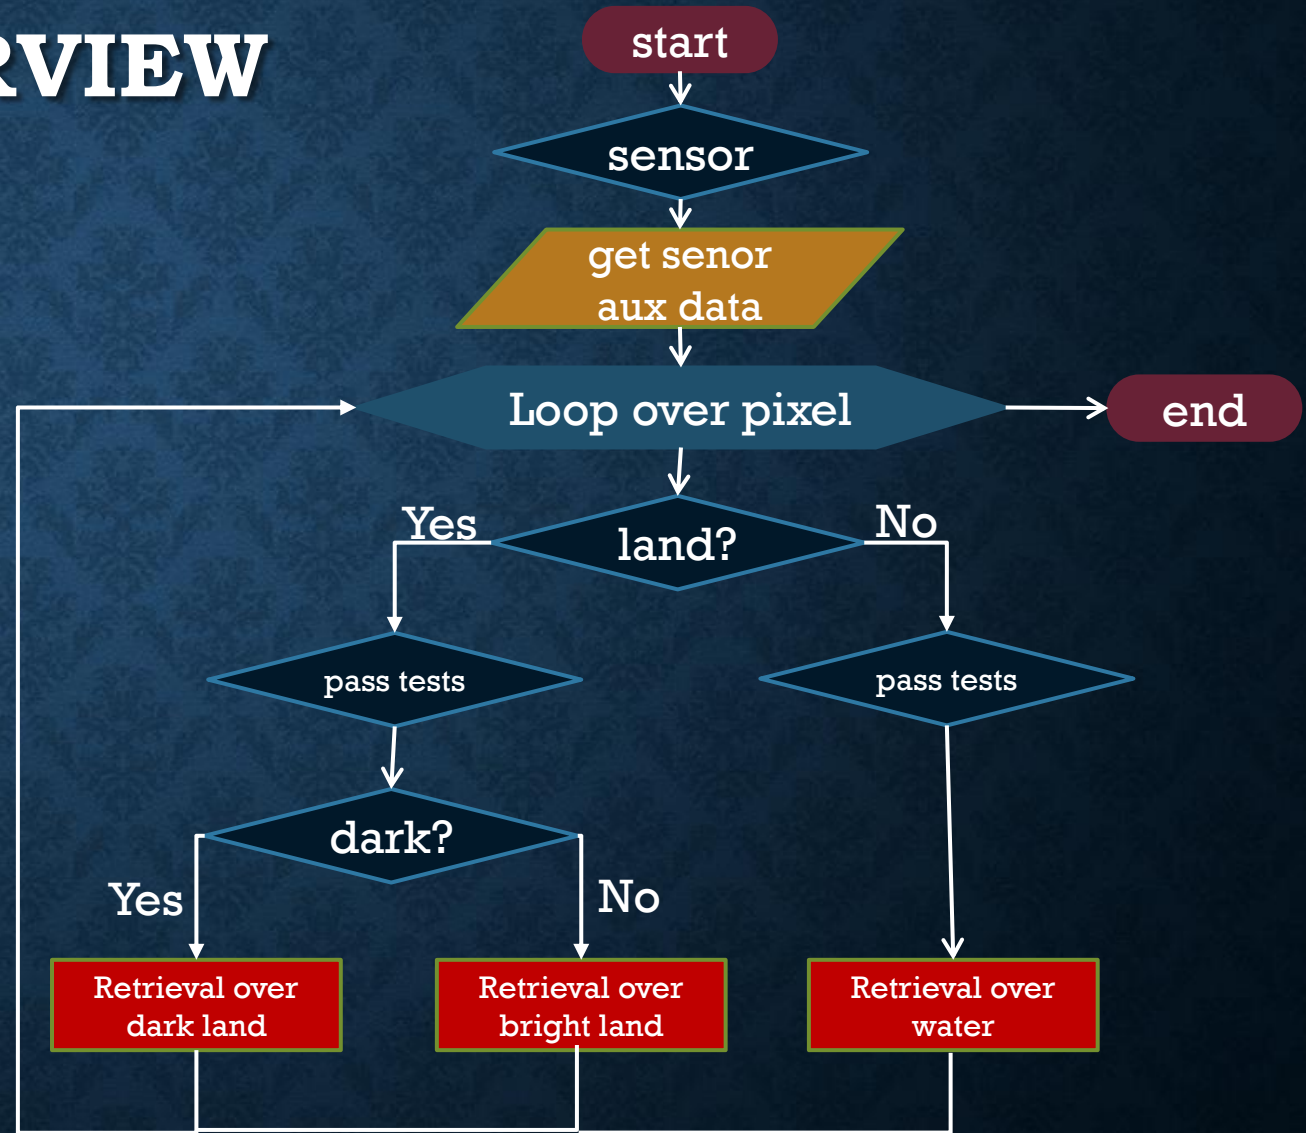 RVIEW
start
sensor
get senor
aux data
Loop over pixel
end
Yes
land?
No
pass tests
pass tests
dark?
Yes
No
Retrieval over
dark land
Retrieval over
bright land
Retrieval over
water